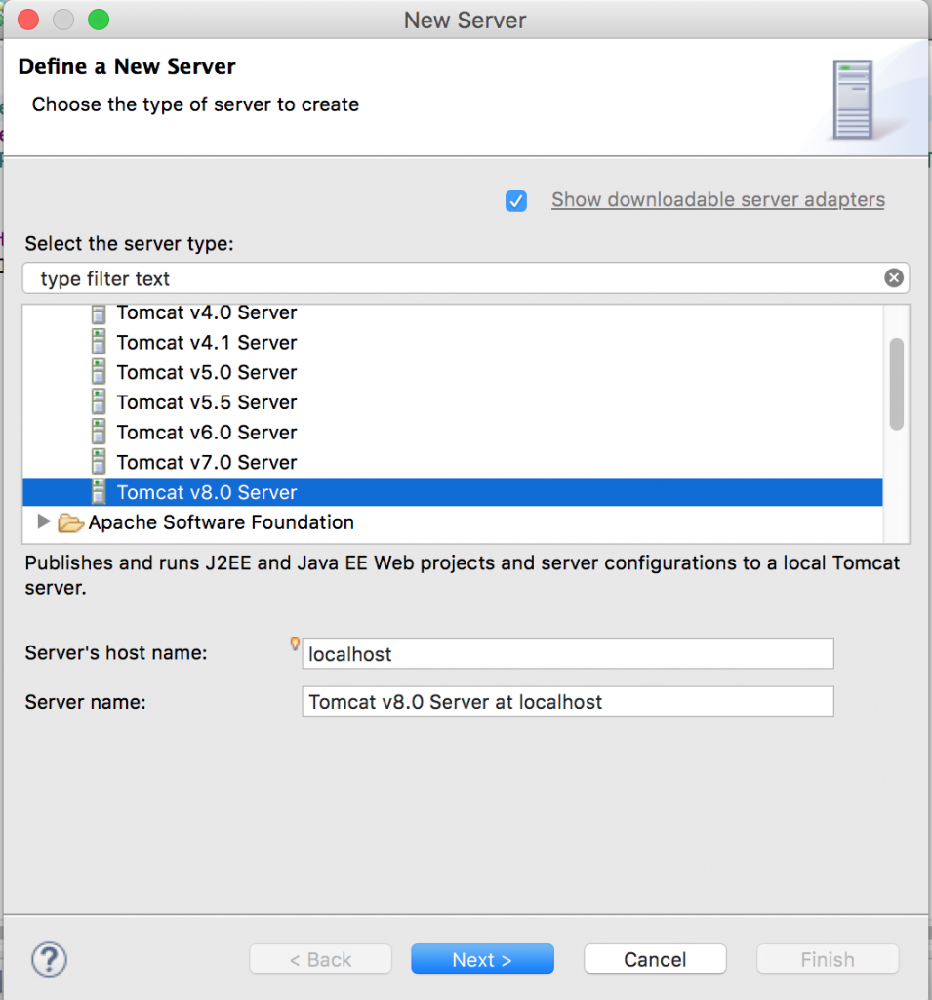 New Server
Define a New Server
Choose the type of server to create
Show downloadable server adapters
Select the server type:
type filter text
Tomcat v4.0 Server
Tomcat v4.1 Server
Tomcat v5.0 Server
Tomcat v5.5 Server
Tomcat v6.0 Server
Tomcat v7.0 Server
Tomcat v8.0 Server
Apache Software Foundation
Publishes and runs J2EE and Java EE Web projects and server configurations to a local Tomcat
server.
Server's host name:
localhost
Server name:
Tomcat v8.0 Server at localhost
?
< Back
Next >
Cancel
Finish